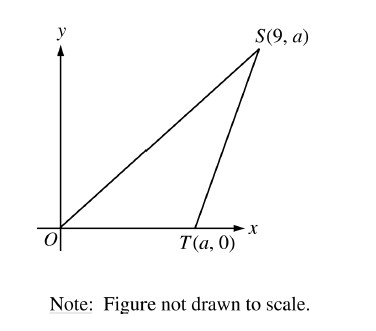 y
S(9, a)
x
O
T(a, 0)
Note: Figure not drawn to scale.